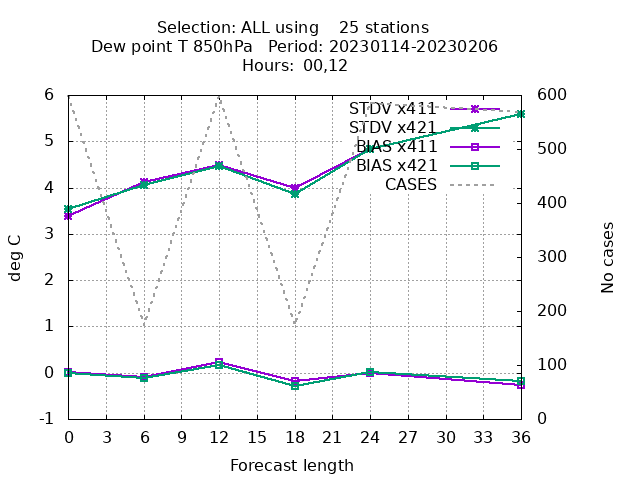 Selection: ALL using    25 stations
Dew point T 850hPa   Period: 20230114-20230206
Hours:  00,12
6
5
4
3
2
1
0
-1
600
500
400
300
200
100
0
STDV x411
STDV x421
BIAS x411
BIAS x421
CASES
deg C
No cases
0 3 6 9 12 15 18 21 24 27 30 33 36
Forecast length